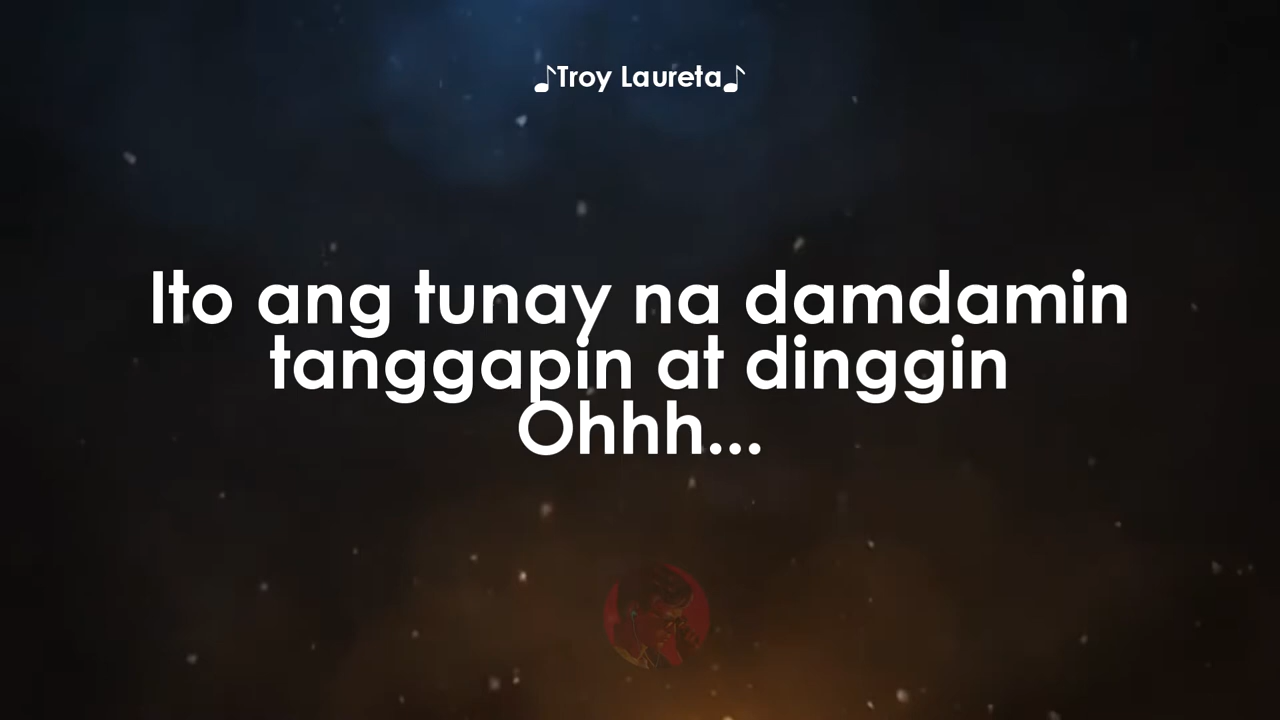 ♪Troy Laureta♪
Ito ang tunay na damdamin
tanggapin at dinggin
Ohhh...